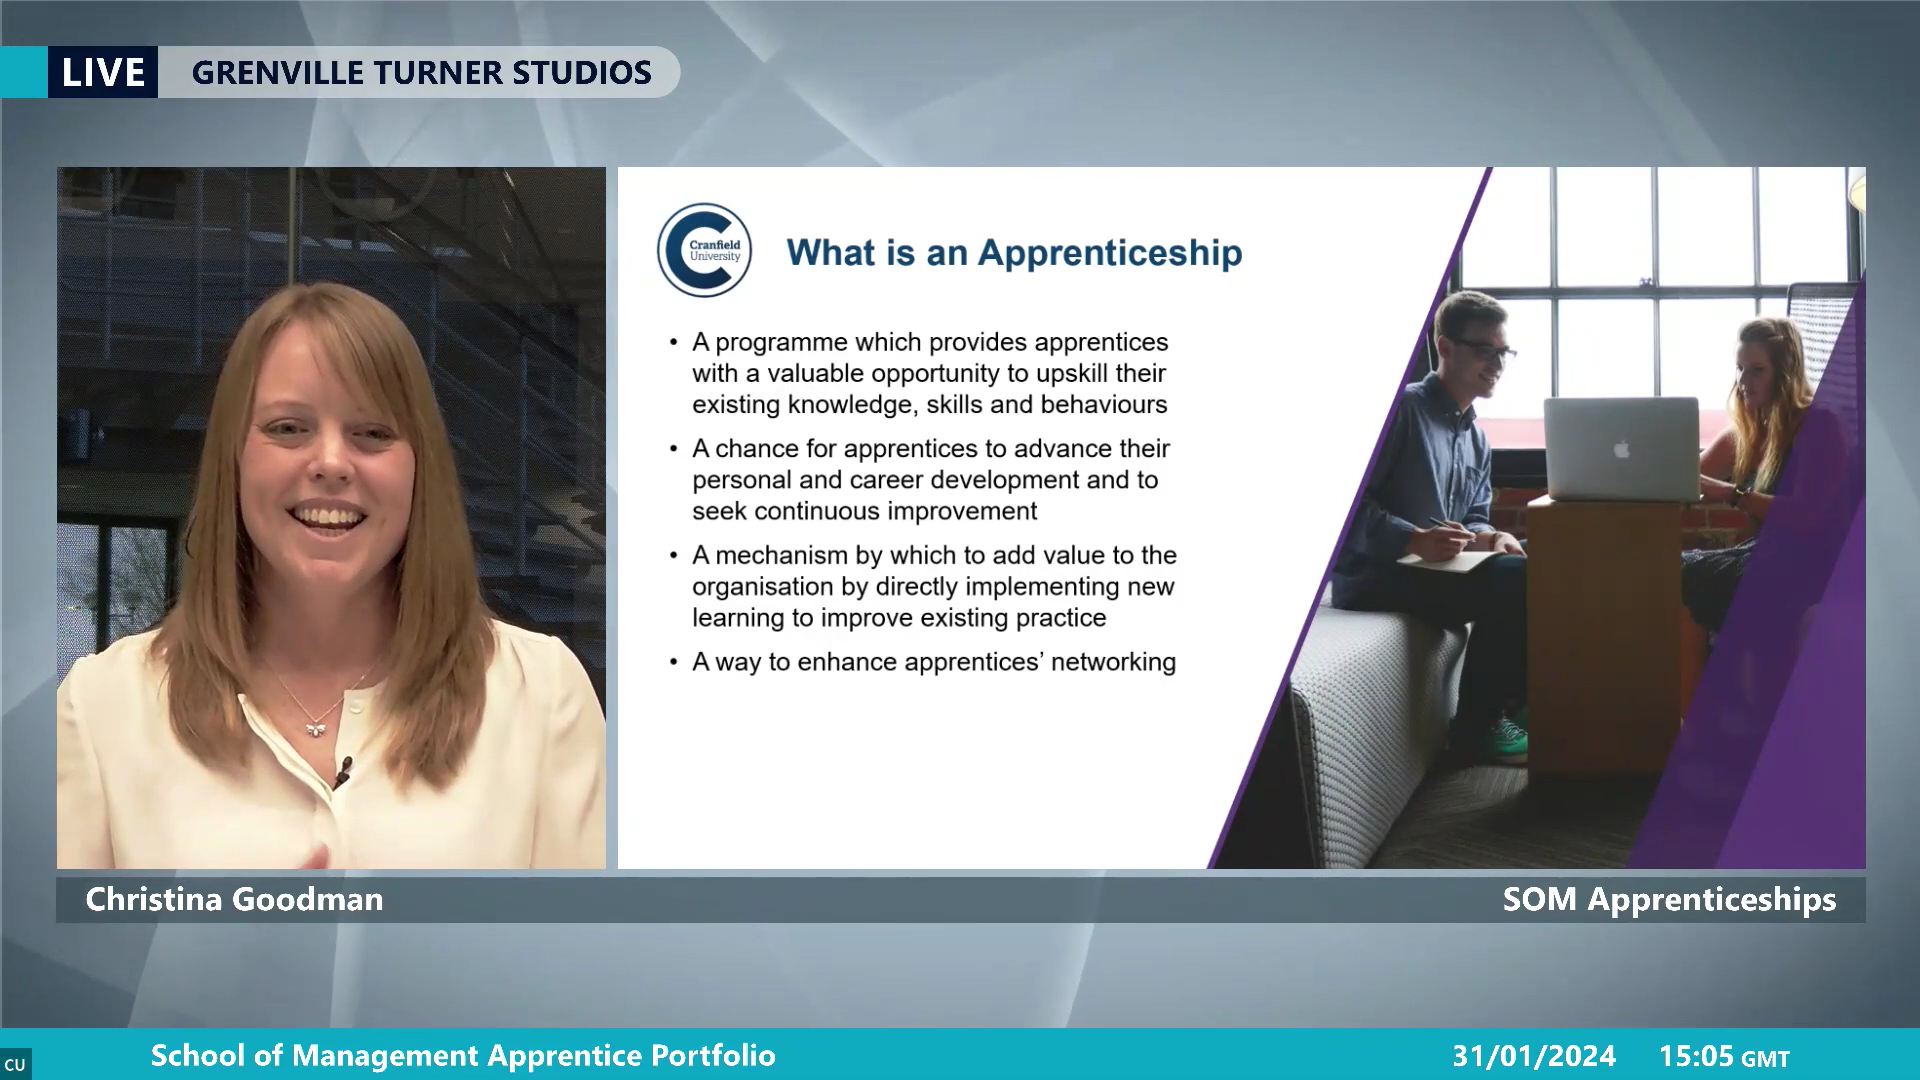 LIVE
GRENVILLE TURNER STUDIOS
Cranfield
University
What is an Apprenticeship
• A programme which provides apprentices
with a valuable opportunity to upskill their
existing knowledge, skills and behaviours
• A chance for apprentices to advance their
personal and career development and to
seek continuous improvement
• A mechanism by which to add value to the
organisation by directly implementing new
learning to improve existing practice
• A way to enhance apprentices’ networking
Christina Goodman
SOM Apprenticeships
CU
School of Management Apprentice Portfolio
31/01/2024
15:05 GMT